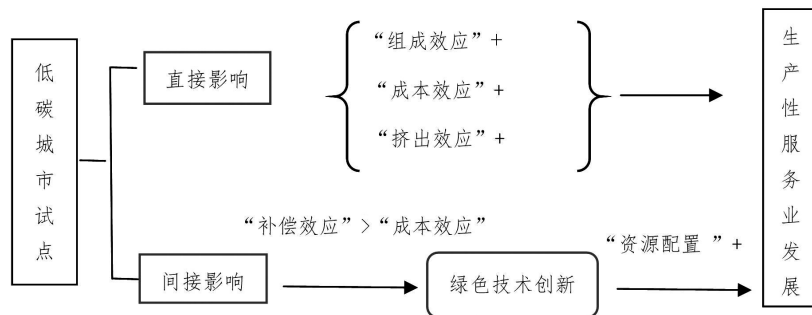 低碳城市试点
直接影响
“组成效应”+
“成本效应”+
“挤出效应”+
生产性服务业发展
“补偿效应”>“成本效应”
“资源配置 ”+
间接影响
绿色技术创新